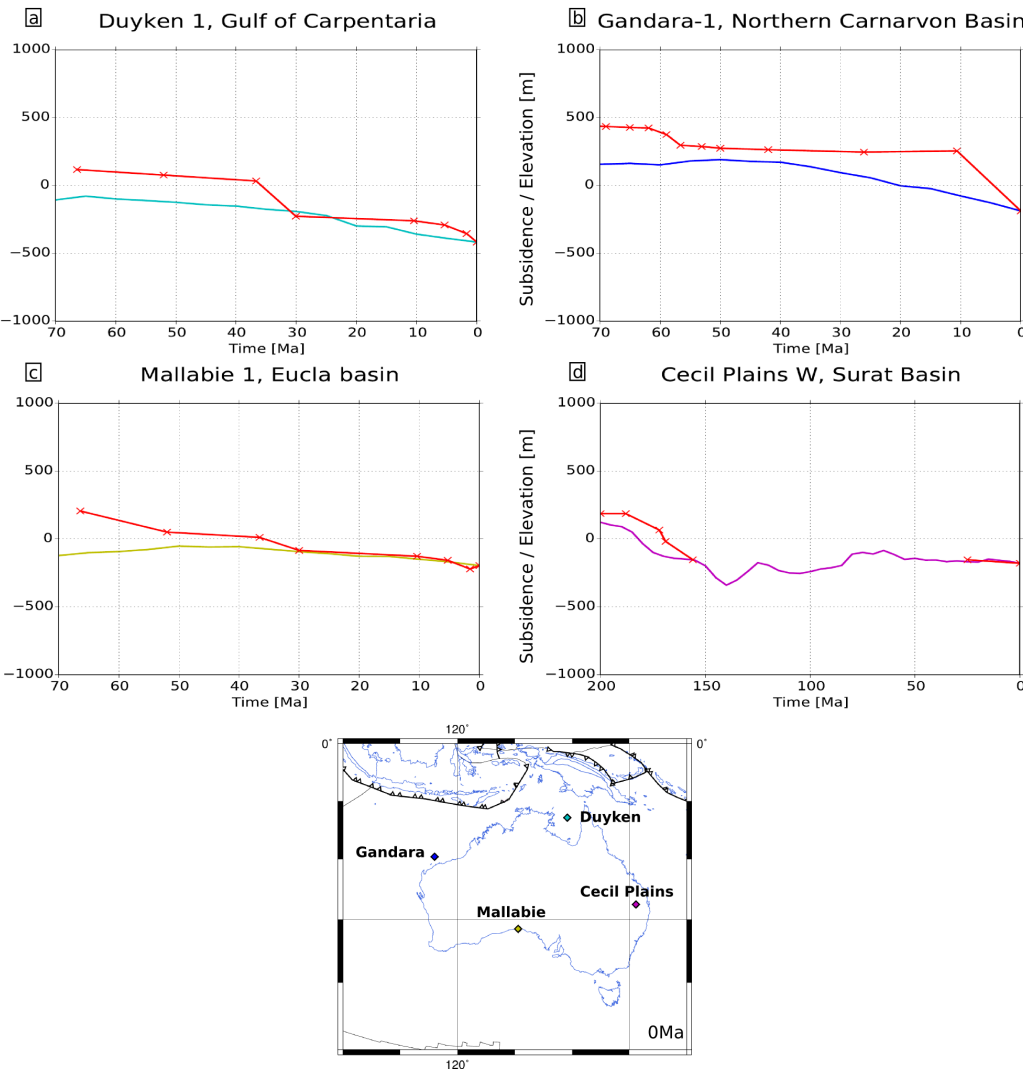 a Duyken 1, Gulf of Carpentaria
1000
500
0
−500
−1000
70 60 50 40 30 20 10 0
Time [Ma]
b Gandara-1, Northern Carnarvon Basin
Subsidence / Elevation [m]
1000
500
0
−500
−1000
70 60 50 40 30 20 10 0
Time [Ma]
c Mallabie 1, Eucla basin
1000
500
0
−500
−1000
70 60 50 40 30 20 10 0
Time [Ma]
d Cecil Plains W, Surat Basin
Subsidence / Elevation [m]
1000
500
0
−500
−1000
200 150 100 50 0
Time [Ma]
120˚
0˚ 0˚
Duyken
Gandara
Cecil Plains
Mallabie
0Ma
120˚